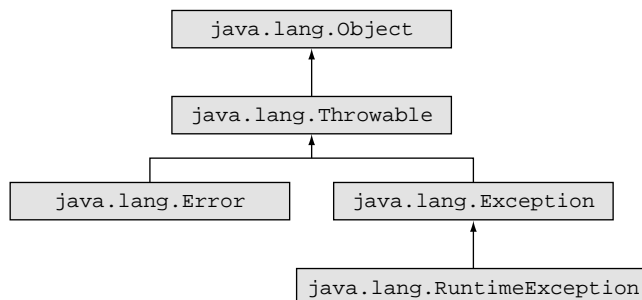 java.lang.Object
java.lang.Throwable
java.lang.Error
java.lang.Exception
java.lang.RuntimeException